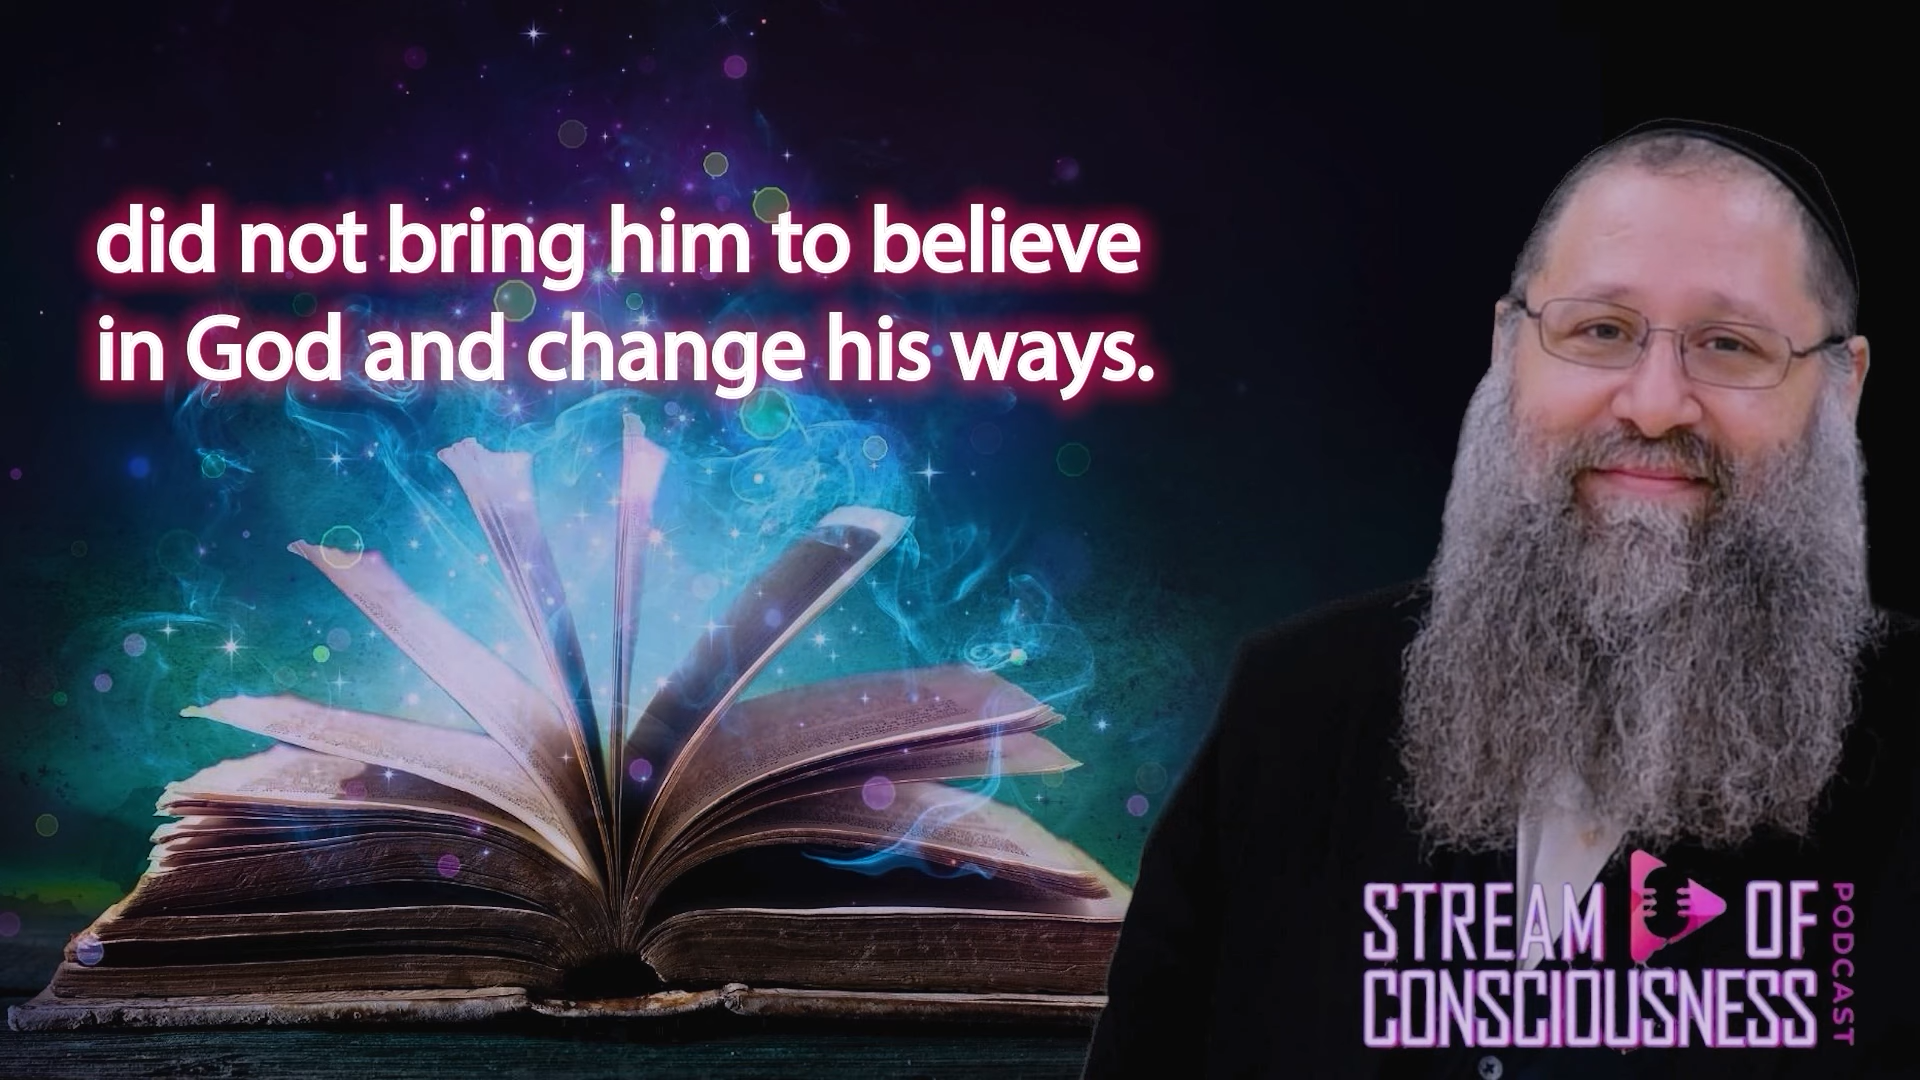 did not bring him to believe
in God and change his ways.
STREAM OF
CONSCIOUSNESS
PODCAST